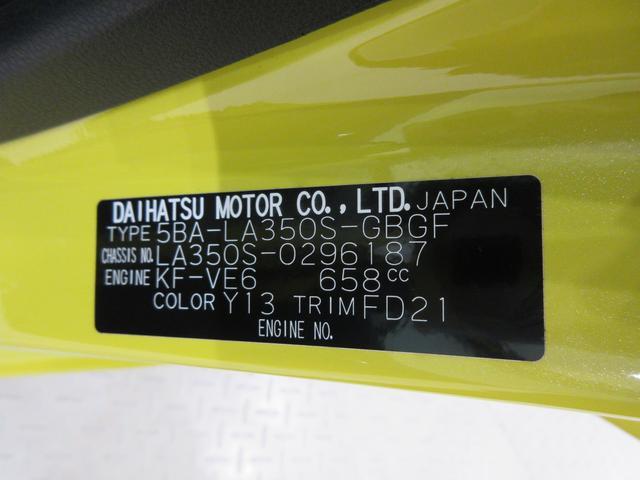 DAIHATSU MOTOR CO., LTD. JAPAN
TYPE 5BA-LA350S-GBGF
CHASSIS NO. LA350S-0296187
ENGINE KF-VE6 658cc
COLOR Y13 TRIM FD21
ENGINE NO.